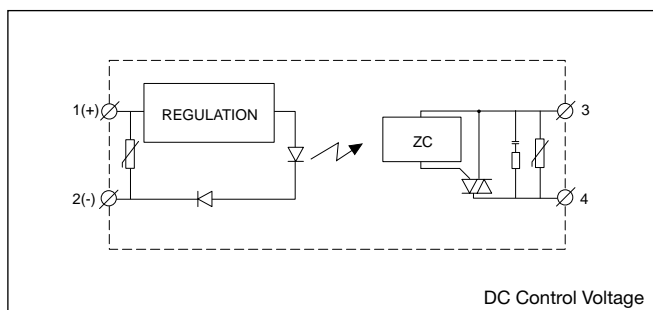 1(+)
REGULATION
3
ZC
2(-)
4
DC Control Voltage